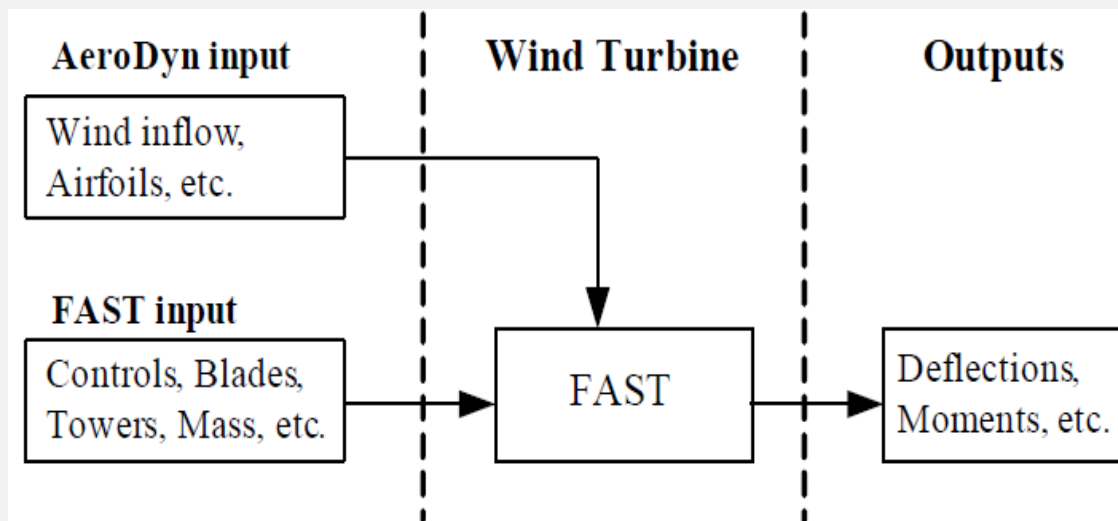 AeroDyn input
Wind inflow,
Airfoils, etc.
FAST input
Controls, Blades,
Towers, Mass, etc.
Wind Turbine
FAST
Outputs
Deflections,
Moments, etc.